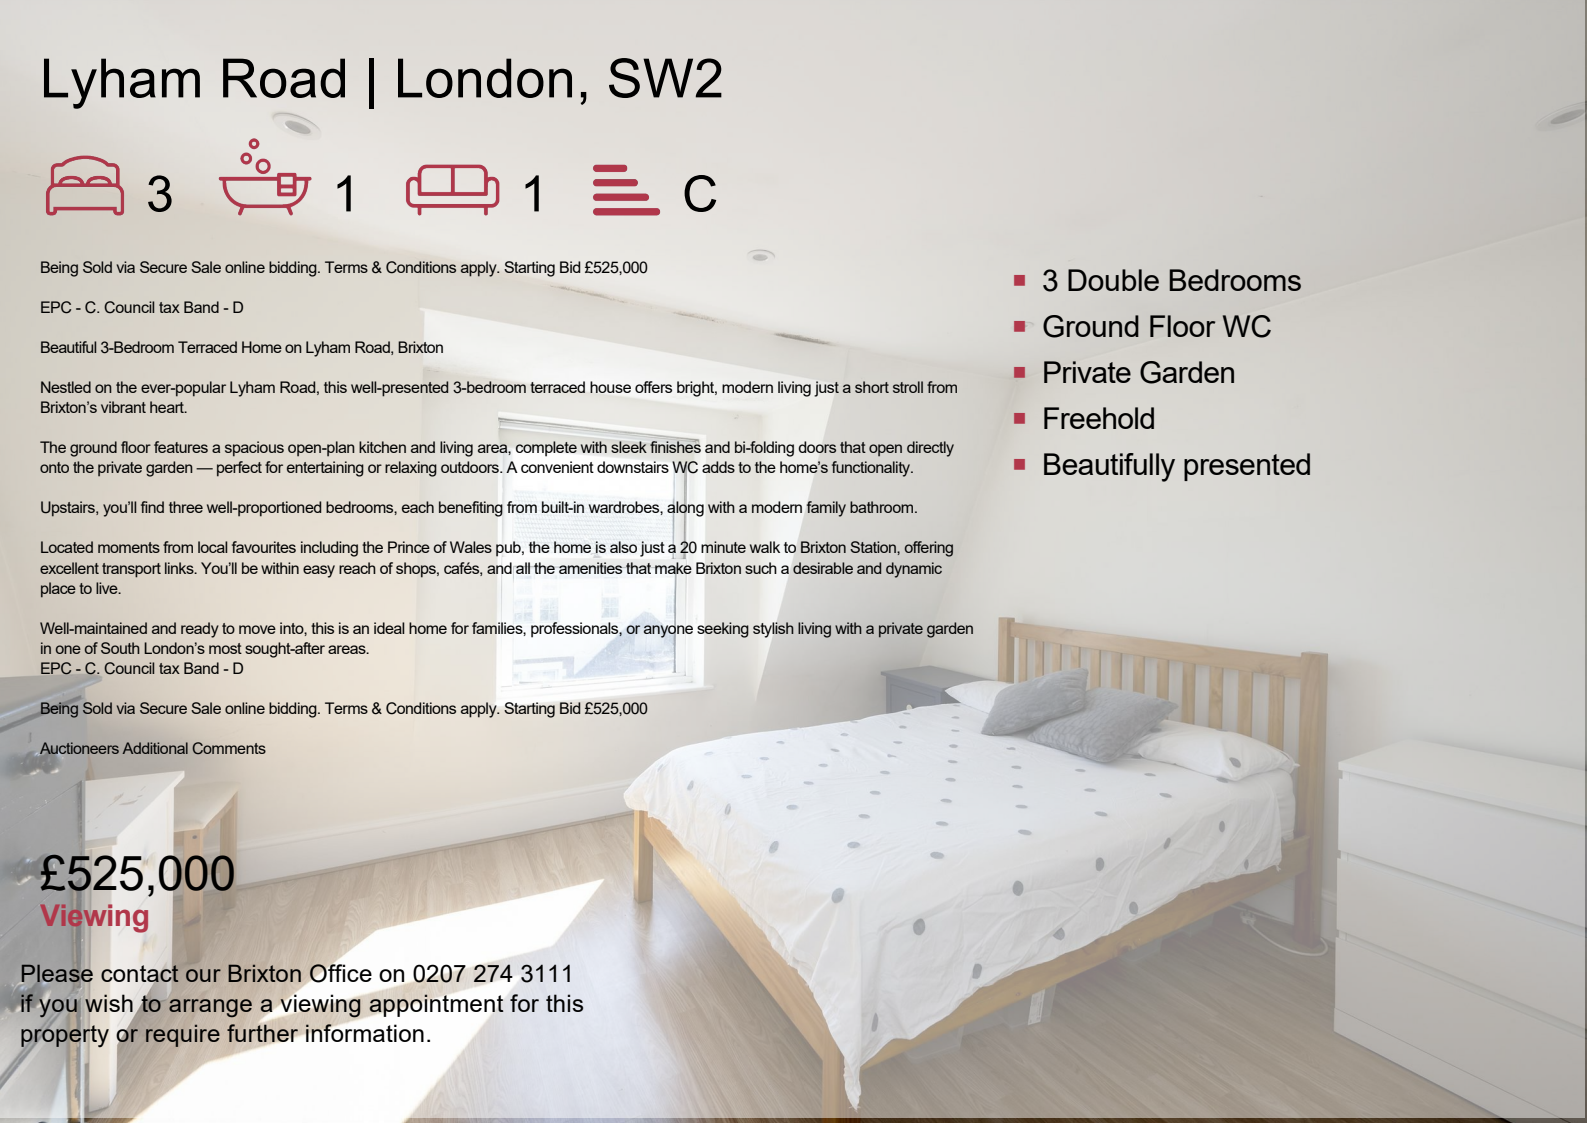 Lyham Road | London, SW2
3 1 1 C
Being Sold via Secure Sale online bidding. Terms & Conditions apply. Starting Bid £525,000
EPC - C. Council tax Band - D
Beautiful 3-Bedroom Terraced Home on Lyham Road, Brixton
Nestled on the ever-popular Lyham Road, this well-presented 3-bedroom terraced house offers bright, modern living just a short stroll from
Brixton’s vibrant heart.
The ground floor features a spacious open-plan kitchen and living area, complete with sleek finishes and bi-folding doors that open directly
onto the private garden — perfect for entertaining or relaxing outdoors. A convenient downstairs WC adds to the home’s functionality.
Upstairs, you’ll find three well-proportioned bedrooms, each benefiting from built-in wardrobes, along with a modern family bathroom.
Located moments from local favourites including the Prince of Wales pub, the home is also just a 20 minute walk to Brixton Station, offering
excellent transport links. You’ll be within easy reach of shops, cafés, and all the amenities that make Brixton such a desirable and dynamic
place to live.
Well-maintained and ready to move into, this is an ideal home for families, professionals, or anyone seeking stylish living with a private garden
in one of South London’s most sought-after areas.
EPC - C. Council tax Band - D
Being Sold via Secure Sale online bidding. Terms & Conditions apply. Starting Bid £525,000
Auctioneers Additional Comments
3 Double Bedrooms
Ground Floor WC
Private Garden
Freehold
Beautifully presented
£525,000
Viewing
Please contact our Brixton Office on 0207 274 3111
if you wish to arrange a viewing appointment for this
property or require further information.